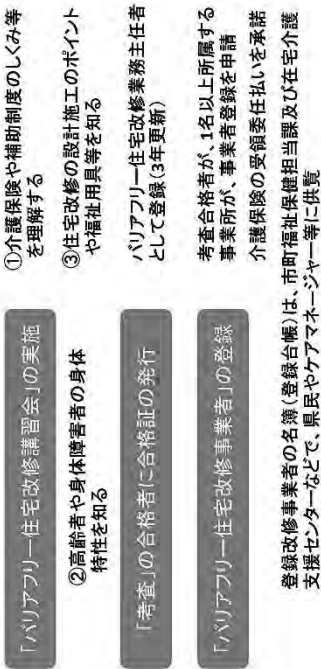 「バリアフリー住宅改修講習会」の実施
①介護保険や補助制度のしくみ等
を理解する
②高齢者や身体障害者の身体
特性を知る
③住宅改修の設計施工のポイント
や福祉用具等を知る
「考査」の合格者に合格証の発行
バリアフリー住宅改修業務主任者
として登録(3年更新)
「バリアフリー住宅改修事業者」の登録
考査合格者が、1名以上所属する
事業所が、事業者登録を申請
介護保険の受領委任払いを承諾
登録改修事業者の名簿(登録台帳)は、市町福祉保健担当課及び在宅介護
支援センターなどで、県民やケアマネージャー等に供覧